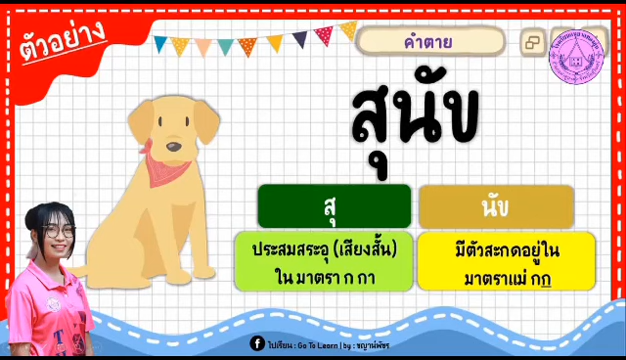 ตัวอย่าง
คำตาย
สุนัข
สุ
นัข
ประสมสระอุ (เสียงสั้น)
ใน มาตรา ก กา
มีตัวสะกดอยู่ใน
มาตราแม่ กก
ไปเรียน : Go To Learn | by : ชญาน์พัชร